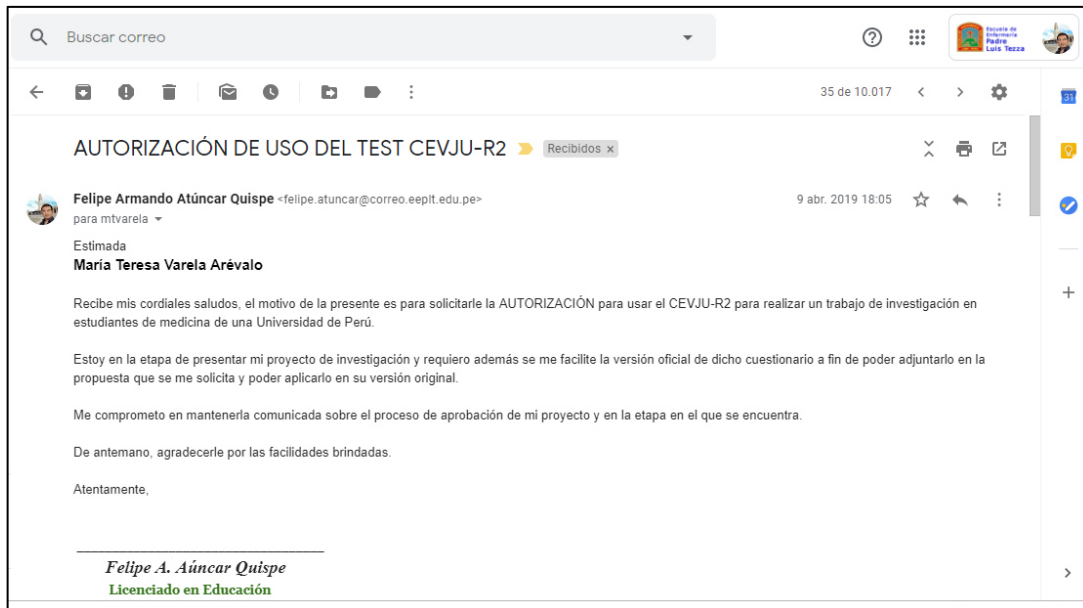 Buscar correo
Escuela de
Enfermería
Padre
Luis Tezza
35 de 10.017
31
AUTORIZACIÓN DE USO DEL TEST CEVJU-R2
Recibidos x
Felipe Armando Atúncar Quispe <felipe.atuncar@correo.eeplt.edu.pe>
9 abr. 2019 18:05
para mtvarela
Estimada
María Teresa Varela Arévalo
Recibe mis cordiales saludos, el motivo de la presente es para solicitarle la AUTORIZACIÓN para usar el CEVJU-R2 para realizar un trabajo de investigación en
estudiantes de medicina de una Universidad de Perú.
Estoy en la etapa de presentar mi proyecto de investigación y requiero además se me facilite la versión oficial de dicho cuestionario a fin de poder adjuntarlo en la
propuesta que se me solicita y poder aplicarlo en su versión original.
Me comprometo en mantenerla comunicada sobre el proceso de aprobación de mi proyecto y en la etapa en el que se encuentra.
De antemano, agradecerle por las facilidades brindadas.
Atentamente,
Felipe A. Aúncar Quispe
Licenciado en Educación